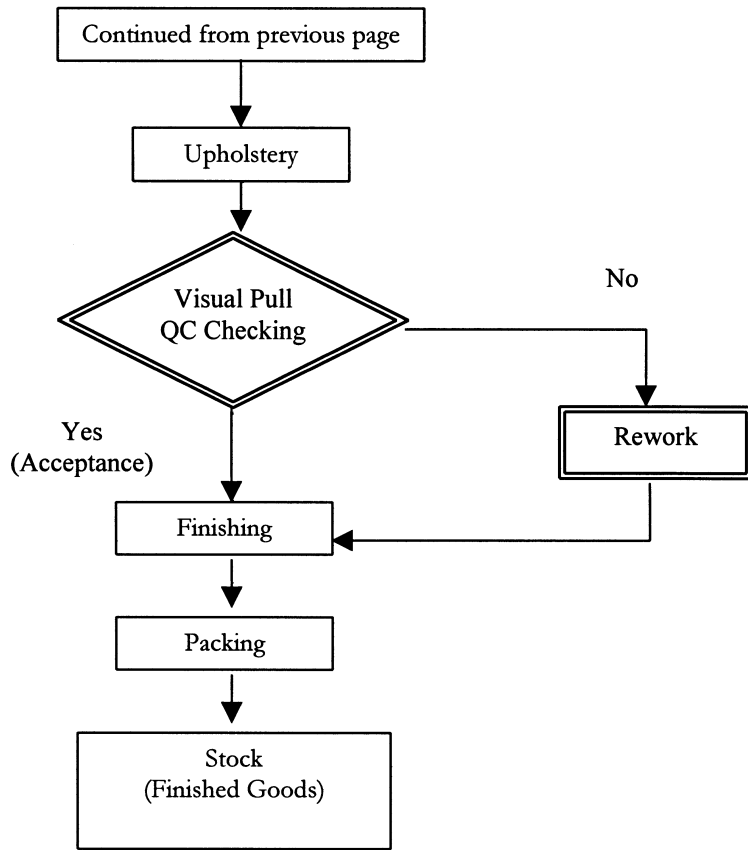 Continued from previous page
Upholstery
Visual Pull
QC Checking
No
Yes
(Acceptance)
Rework
Finishing
Packing
Stock
(Finished Goods)